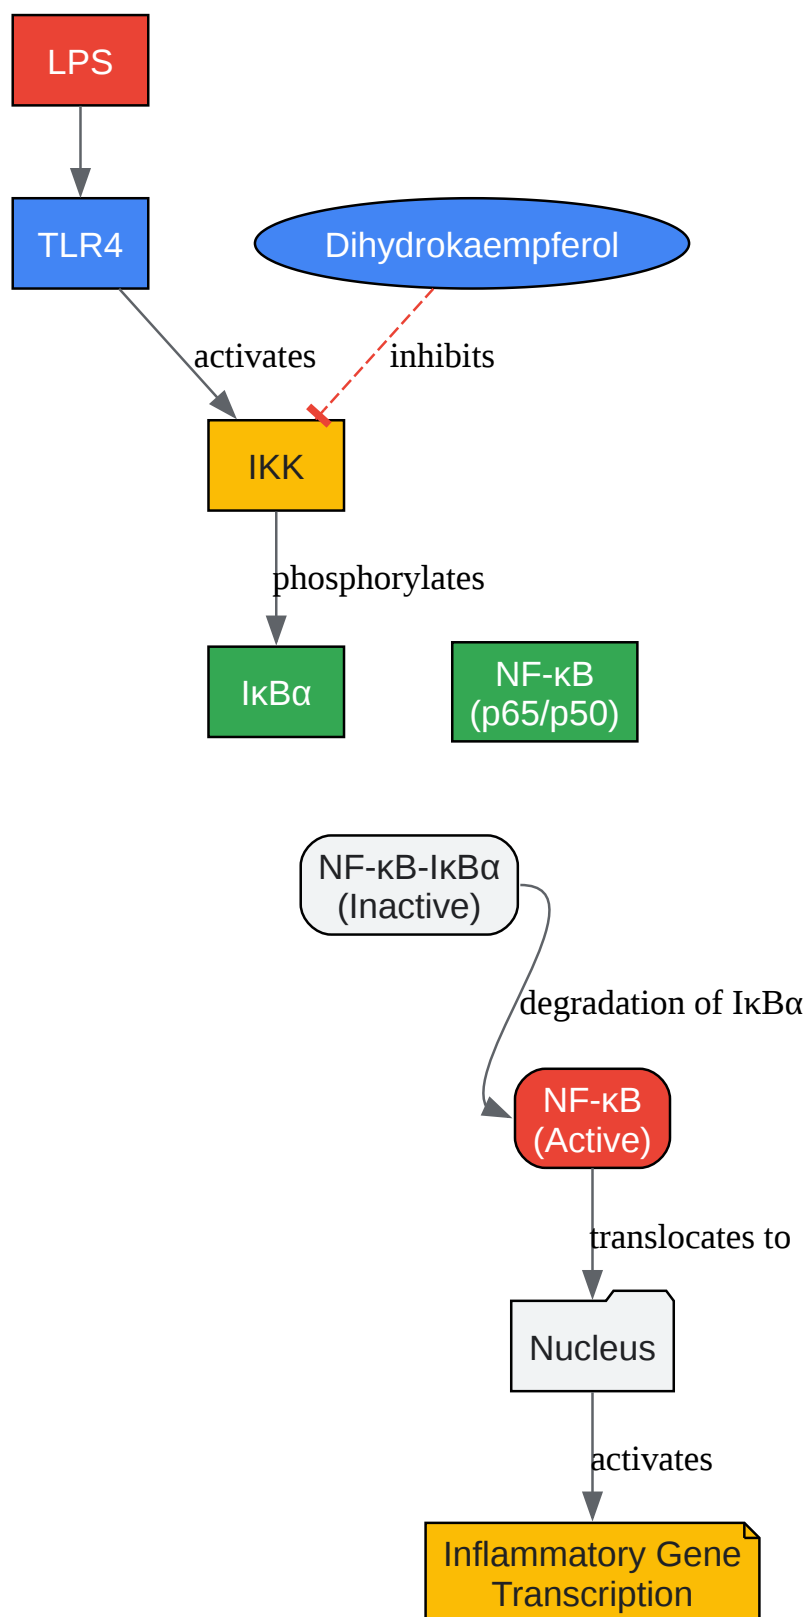 LPS
TLR4
Dihydrokaempferol
activates
inhibits
IKK
phosphorylates
IκBα
NF-κB
(p65/p50)
NF-κB-IκBα
(Inactive)
degradation of IκBα
NF-κB
(Active)
translocates to
Nucleus
activates
Inflammatory Gene
Transcription